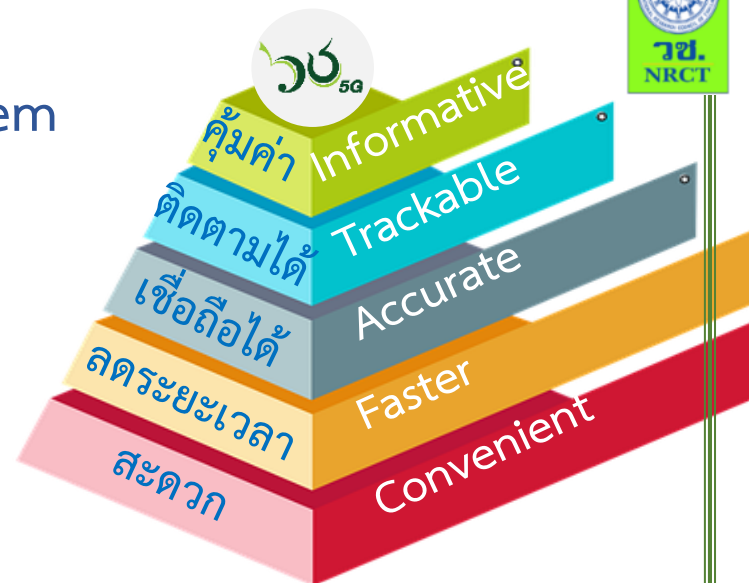 วช
5G
วช.
NRCT
em
คุ้มค่า Informative
ติดตามได้ Trackable
เชื่อถือได้ Accurate
ลดระยะเวลา Faster
สะดวก Convenient